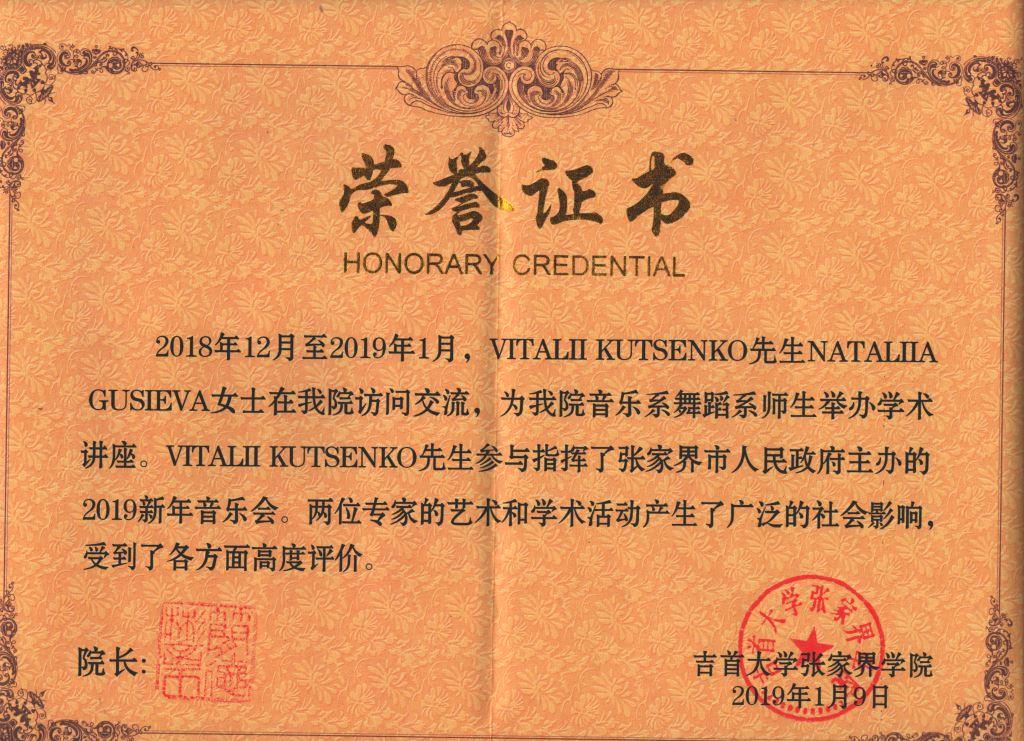 荣誉证书
HONORARY CREDENTIAL
2018年12月至2019年1月，VITALII KUTSENKO先生NATALIIA
GUSIEVA女士在我院访问交流，为我院音乐系舞蹈系师生举办学术
讲座。VITALII KUTSENKO先生参与指挥了张家界市人民政府主办的
2019新年音乐会。两位专家的艺术和学术活动产生了广泛的社会影响，
受到了各方面高度评价。
院长:
吉首大学张家界
吉首大学张家界学院
2019年1月9日